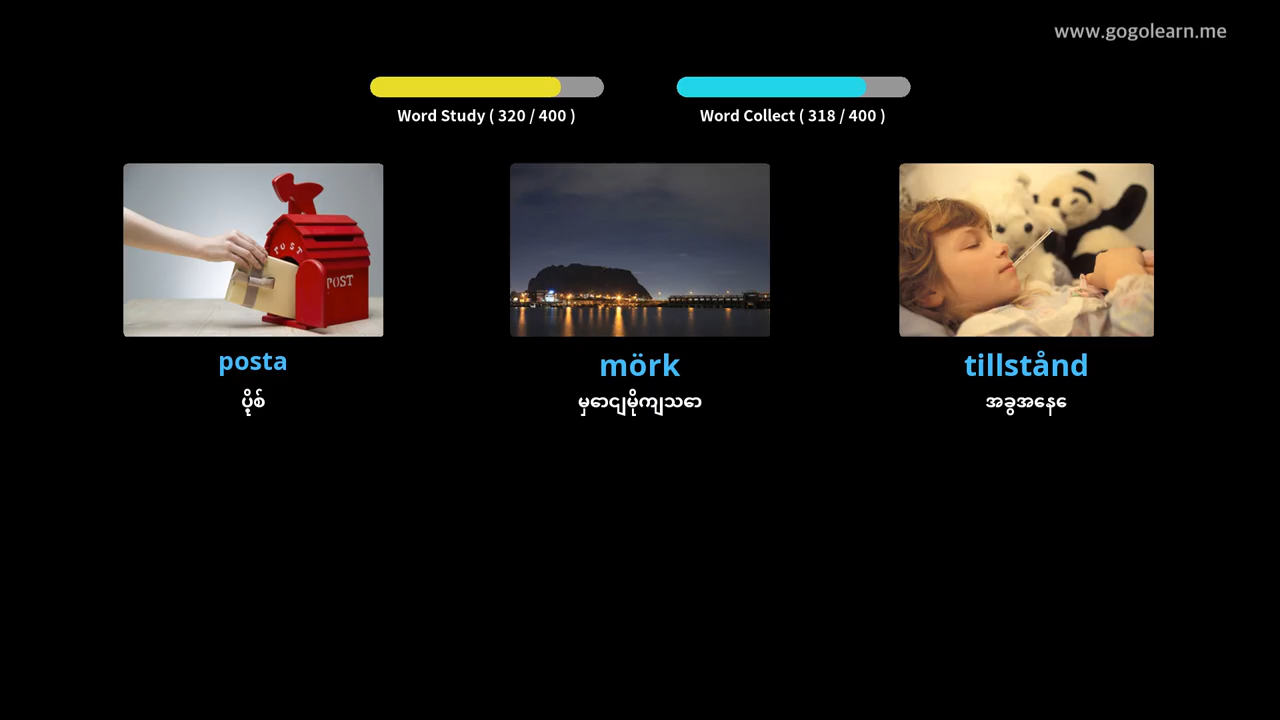 www.gogolearn.me
Word Study ( 320 / 400 )
Word Collect ( 318 / 400 )
POST
POST
posta
mörk
tillstånd
ပို့စ်
မှောငျမိုကျသော
အခွအနေေ